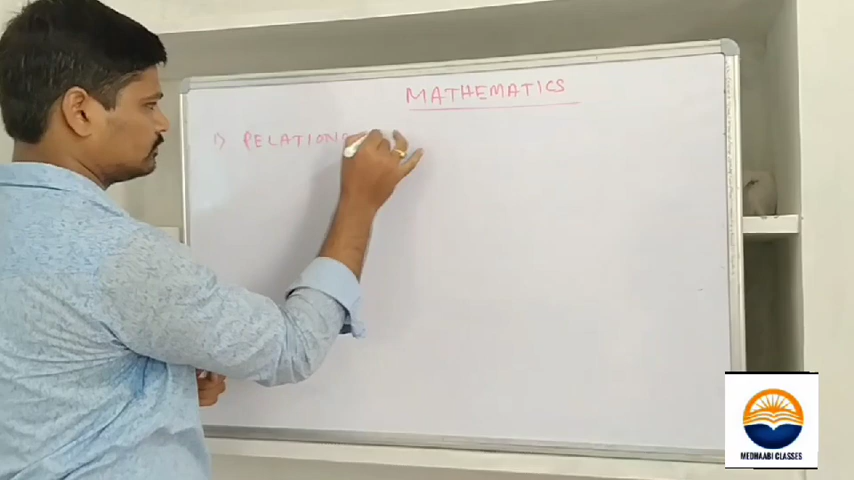 MATHEMATICS
1) RELATION
MEDHAABI CLASSES